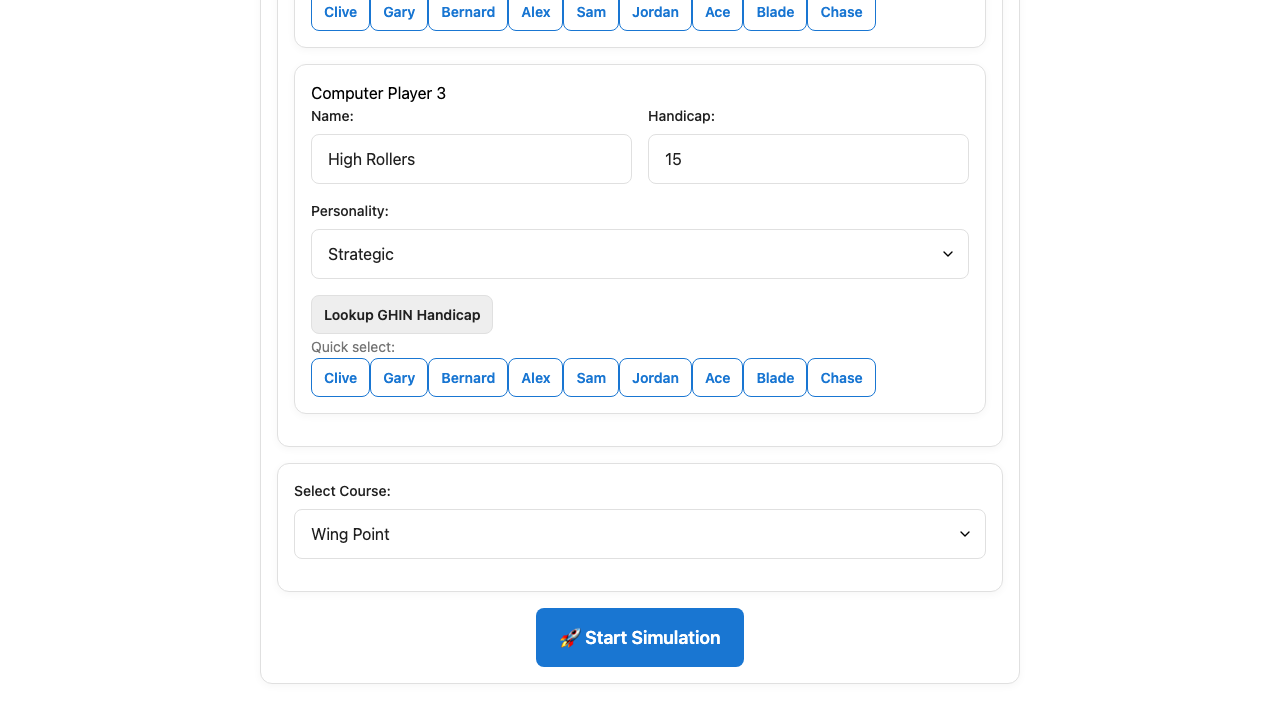 Clive Gary Bernard Alex Sam Jordan Ace Blade Chase
Computer Player 3
Name: Handicap:
High Rollers 15
Personality:
Strategic
Lookup GHIN Handicap
Quick select:
Clive Gary Bernard Alex Sam Jordan Ace Blade Chase
Select Course:
Wing Point
🚀 Start Simulation